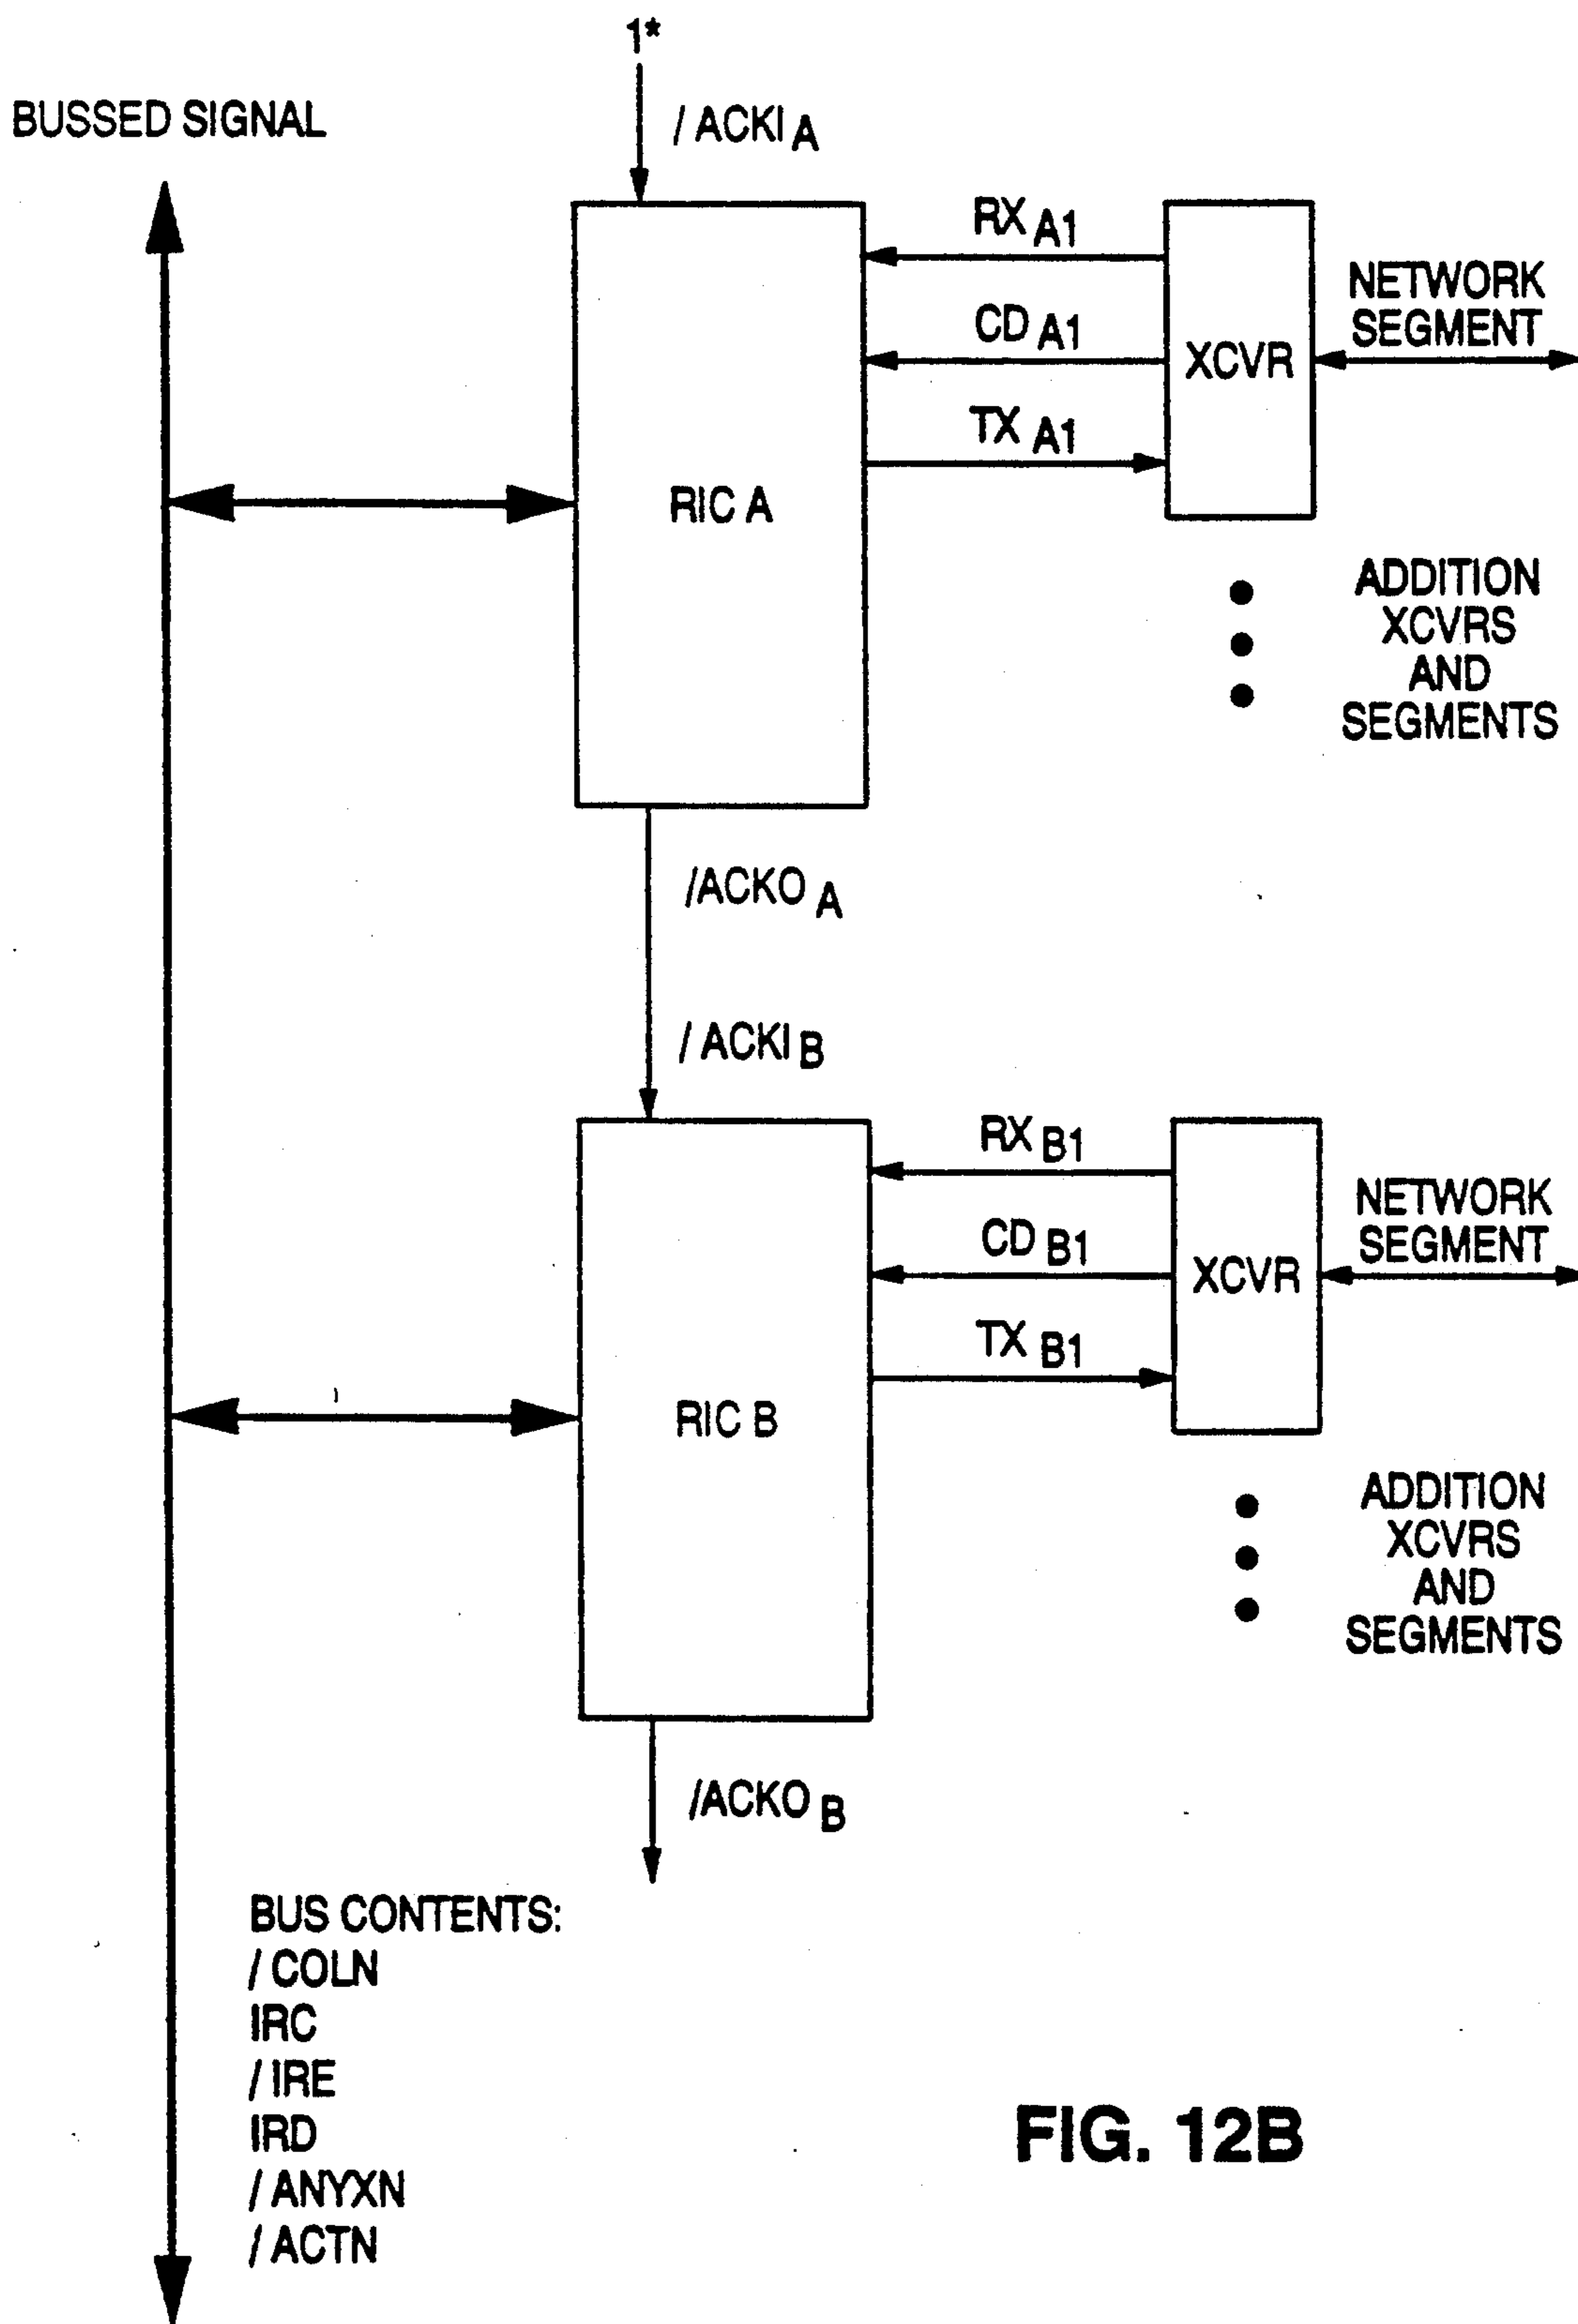 1*
/ ACKI A
BUSSED SIGNAL
RX A1
CD A1
TX A1
XCVR
NETWORK
SEGMENT
RIC A
ADDITION
XCVRS
AND
SEGMENTS
/ACKO A
/ ACKI B
RX B1
CD B1
TX B1
XCVR
NETWORK
SEGMENT
RIC B
ADDITION
XCVRS
AND
SEGMENTS
/ACKO B
BUS CONTENTS:
/ COLN
IRC
/ IRE
IRD
/ ANYXN
/ ACTN
FIG. 12B